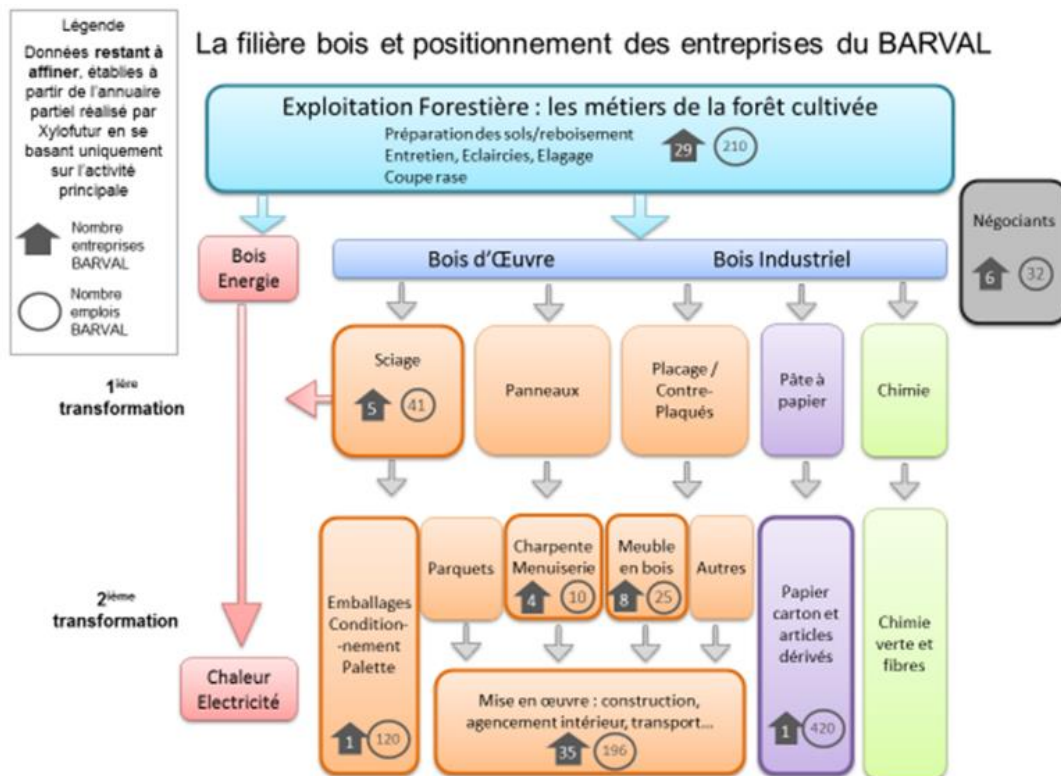 Légende
Données restant à
affiner, établies à
partir de l'annuaire
partiel réalisé par
Xylofutur en se
basant uniquement
sur l'activité
principale
Nombre
entreprises
BARVAL
Nombre
emplois
BARVAL
La filière bois et positionnement des entreprises du BARVAL
Exploitation Forestière : les métiers de la forêt cultivée
Préparation des sols/reboisement
Entretien, Eclaircies, Elagage
Coupe rase
29 210
Négociants
6 32
Bois
Energie
Bois d'Œuvre Bois Industriel
1ière
transformation
Sciage
5 41
Panneaux
Placage /
Contre-
Plaqués
Pâte à
papier
Chimie
2ième
transformation
Emballages
Condition-
-nement
Palette
1 120
Parquets
Charpente
Menuiserie
4 10
Meuble
en bois
8 25
Autres
Papier
carton et
articles
dérivés
1 420
Chimie
verte et
fibres
Chaleur
Electricité
Mise en œuvre : construction,
agencement intérieur, transport...
35 196